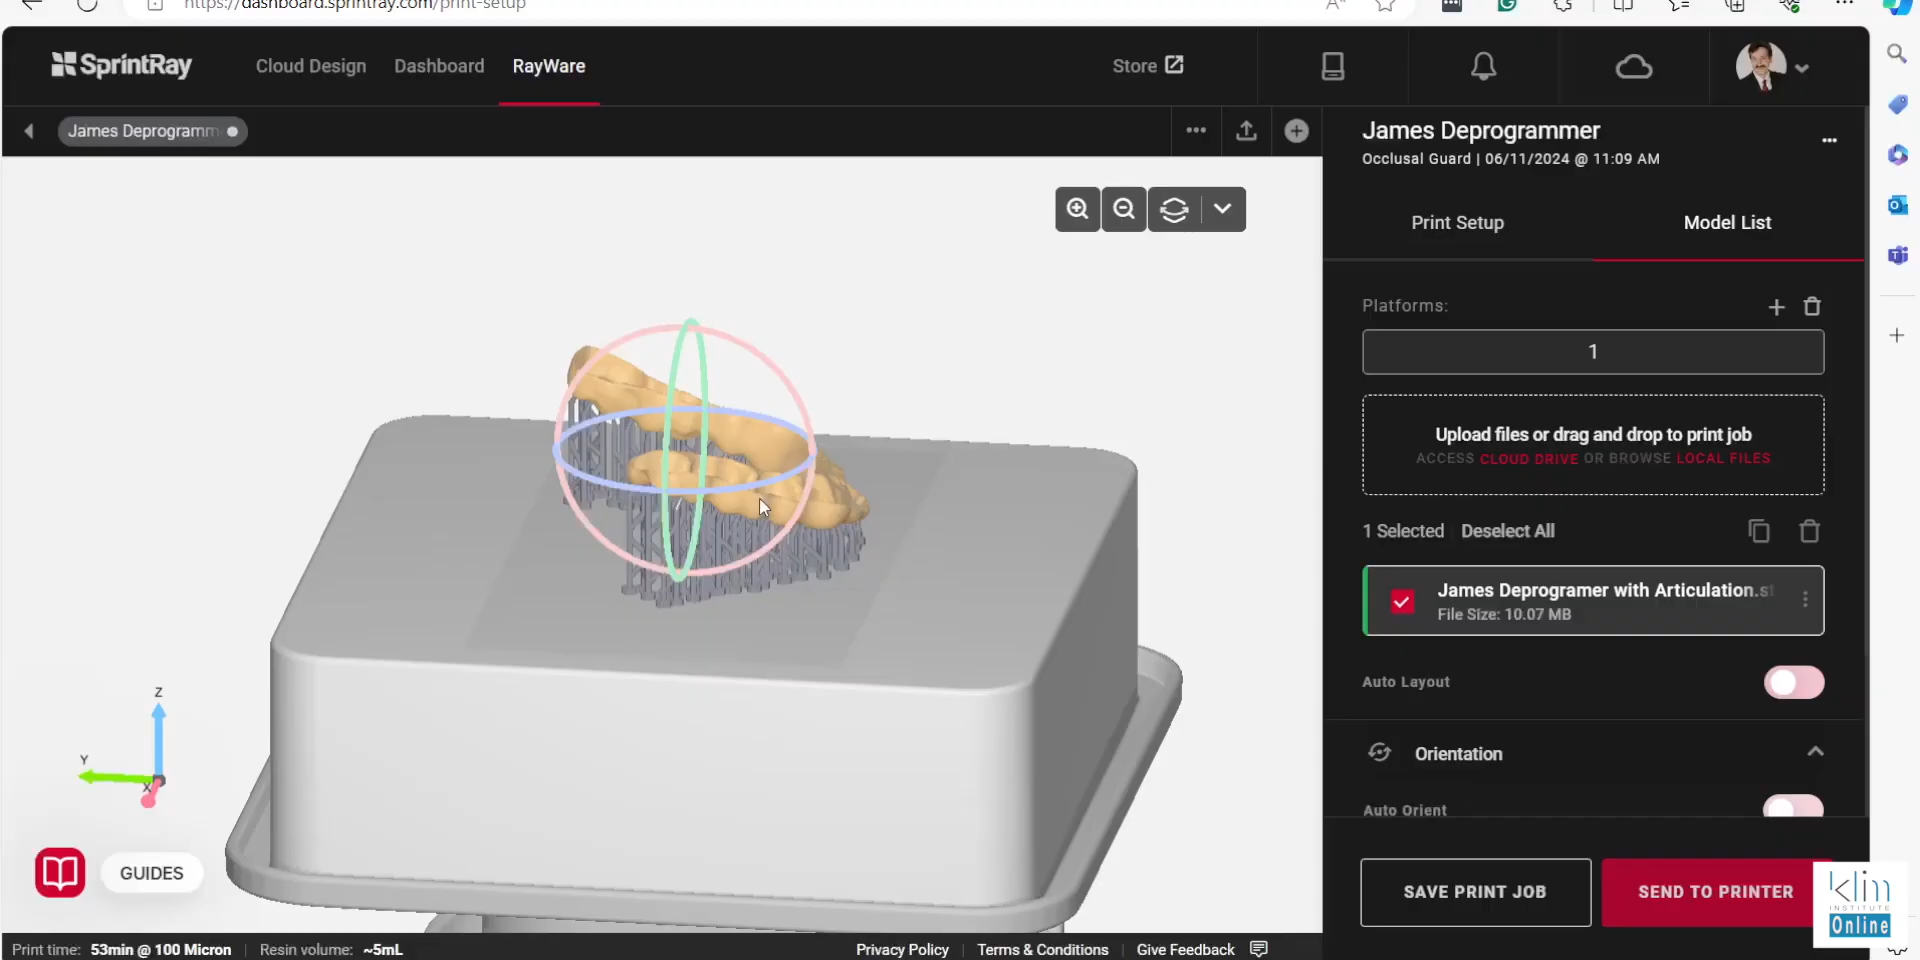 https://dashboard.sprintray.com/print-setup
SprintRay
Cloud Design
Dashboard
RayWare
Store
James Deprogramm
James Deprogrammer
Occlusal Guard | 06/11/2024 @ 11:09 AM
Print Setup
Model List
Platforms:
1
Upload files or drag and drop to print job
ACCESS CLOUD DRIVE OR BROWSE LOCAL FILES
1 Selected
Deselect All
James Deprogramer with Articulation.st
File Size: 10.07 MB
Auto Layout
Orientation
Auto Orient
Z
Y
X
GUIDES
SAVE PRINT JOB
SEND TO PRINTER
klim
INSTITUTE
Online
Print time: 53min @ 100 Micron
Resin volume: ~5mL
Privacy Policy
Terms & Conditions
Give Feedback